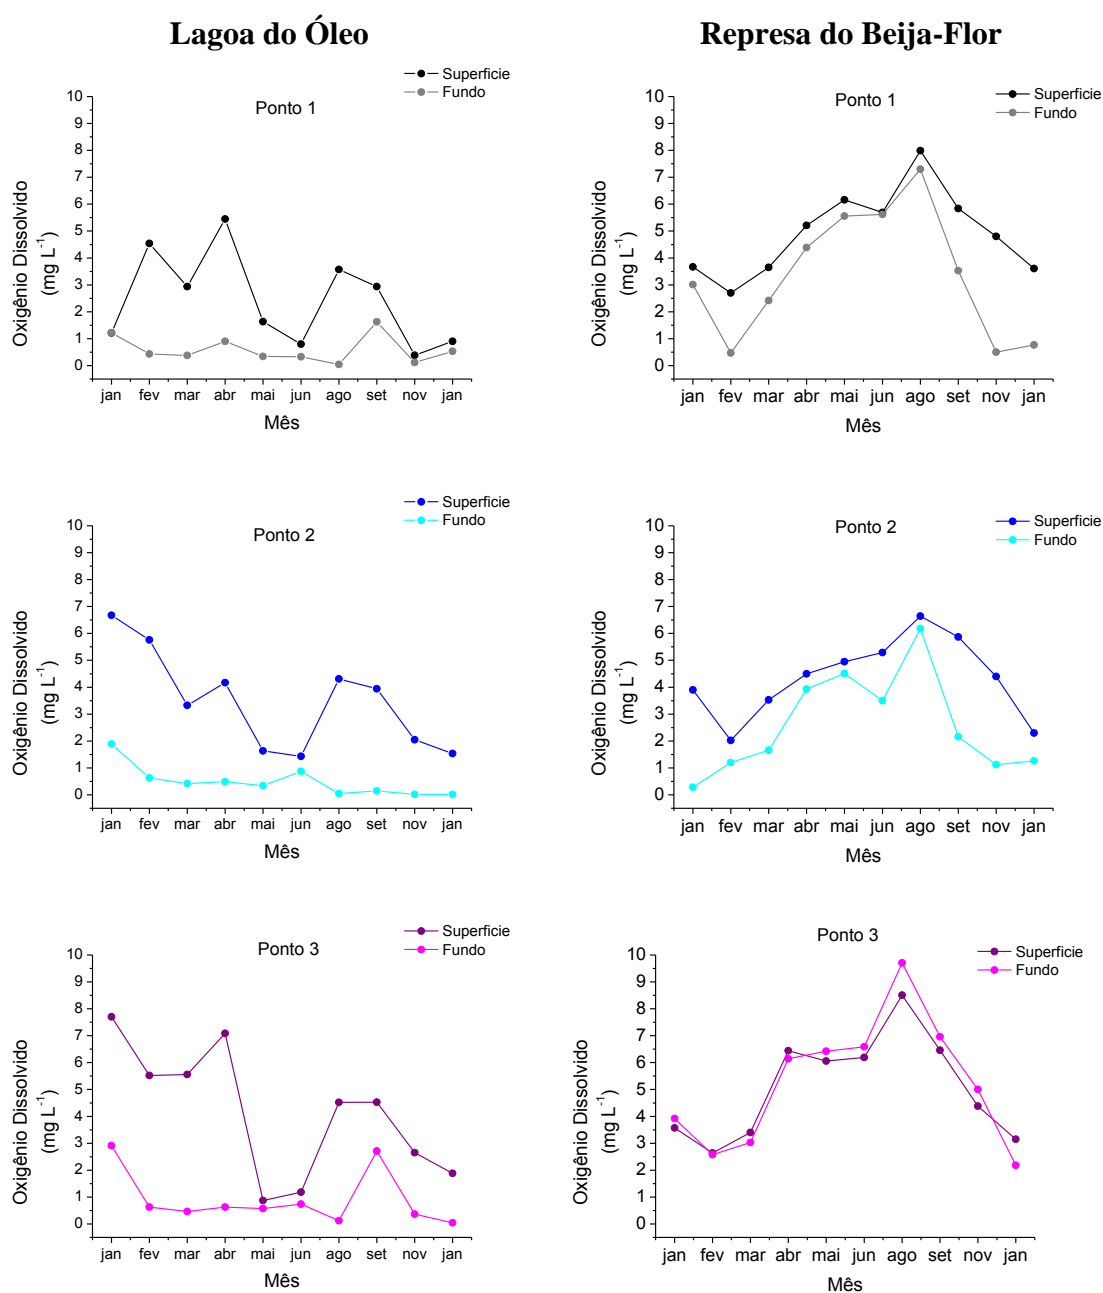 Lagoa do Óleo
Represa do Beija-Flor
Superficie
Fundo
Ponto 1
10
9
8
7
6
5
4
3
2
1
0
Oxigênio Dissolvido
(mg L⁻¹)
jan fev mar abr mai jun ago set nov jan
Mês
Superficie
Fundo
Ponto 1
10
9
8
7
6
5
4
3
2
1
0
Oxigênio Dissolvido
(mg L⁻¹)
jan fev mar abr mai jun ago set nov jan
Mês
Superficie
Fundo
Ponto 2
10
9
8
7
6
5
4
3
2
1
0
Oxigênio Dissolvido
(mg L⁻¹)
jan fev mar abr mai jun ago set nov jan
Mês
Superficie
Fundo
Ponto 2
10
9
8
7
6
5
4
3
2
1
0
Oxigênio Dissolvido
(mg L⁻¹)
jan fev mar abr mai jun ago set nov jan
Mês
Superficie
Fundo
Ponto 3
10
9
8
7
6
5
4
3
2
1
0
Oxigênio Dissolvido
(mg L⁻¹)
jan fev mar abr mai jun ago set nov jan
Mês
Superficie
Fundo
Ponto 3
10
9
8
7
6
5
4
3
2
1
0
Oxigênio Dissolvido
(mg L⁻¹)
jan fev mar abr mai jun ago set nov jan
Mês